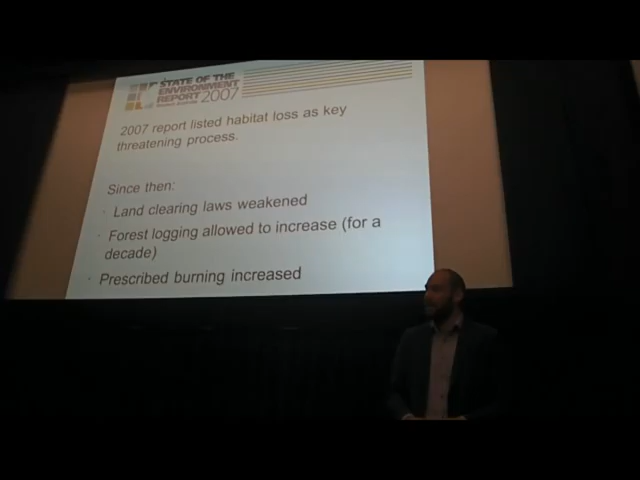 STATE OF THE
ENVIRONMENT
REPORT 2007
2007 report listed habitat loss as key
threatening process.
Since then:
· Land clearing laws weakened
· Forest logging allowed to increase (for a
decade)
· Prescribed burning increased